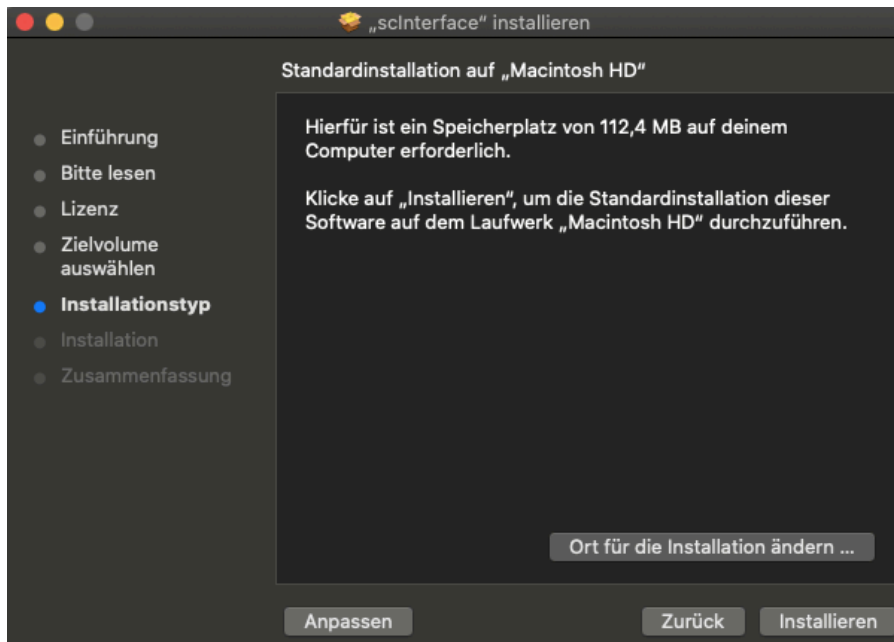 „scInterface“ installieren
Standardinstallation auf „Macintosh HD“
Einführung
Bitte lesen
Lizenz
Zielvolume
auswählen
Installationstyp
Installation
Zusammenfassung
Hierfür ist ein Speicherplatz von 112,4 MB auf deinem
Computer erforderlich.
Klicke auf „Installieren“, um die Standardinstallation dieser
Software auf dem Laufwerk „Macintosh HD“ durchzuführen.
Ort für die Installation ändern ...
Anpassen
Zurück
Installieren